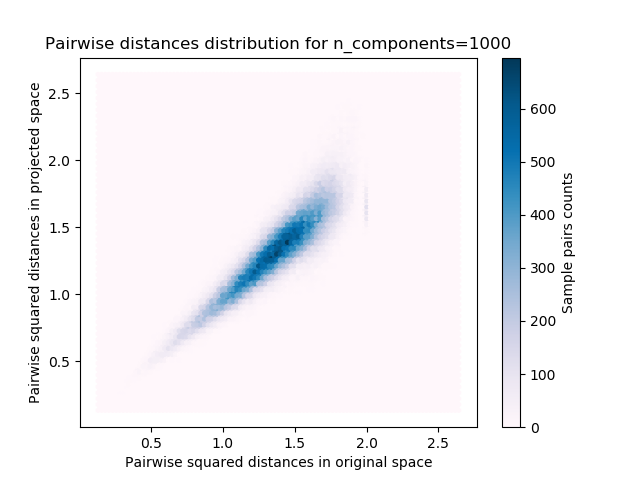 Pairwise distances distribution for n_components=1000
Pairwise squared distances in projected space
2.5
2.0
1.5
1.0
0.5
0.5 1.0 1.5 2.0 2.5
Pairwise squared distances in original space
600
500
400
300
200
100
0
Sample pairs counts